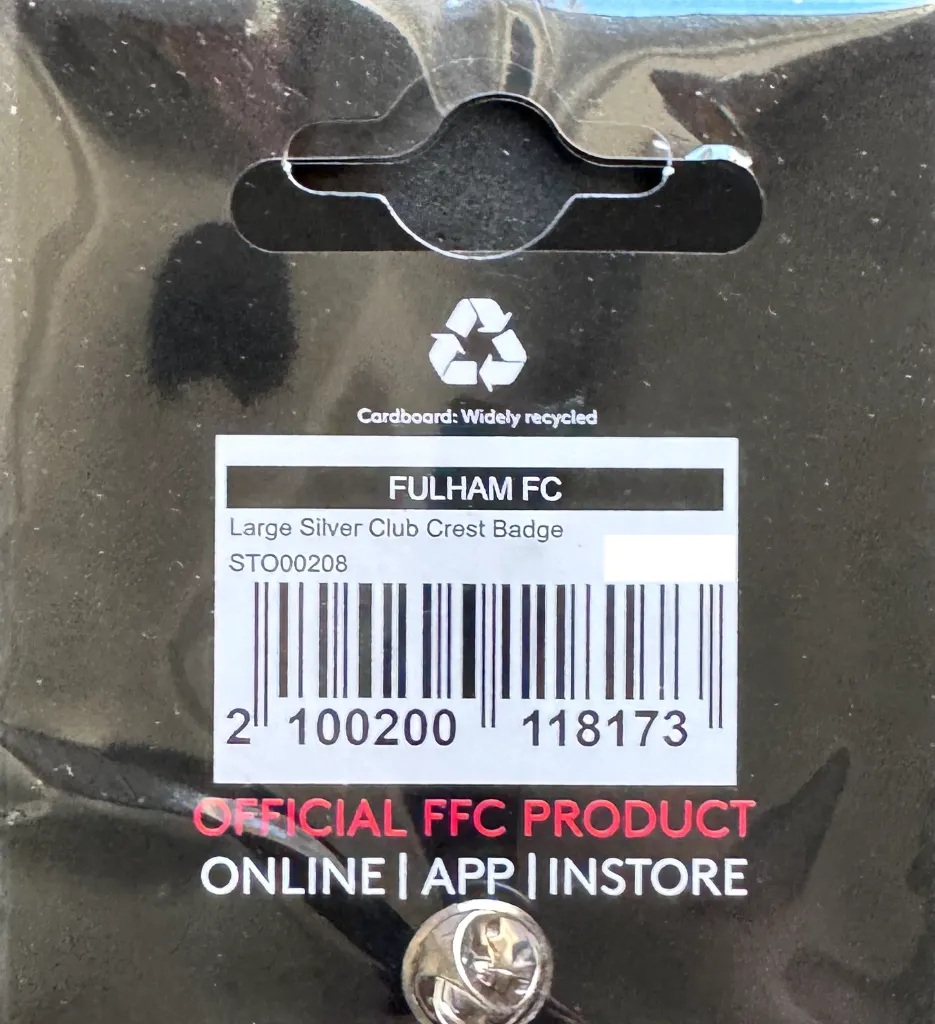 Cardboard: Widely recycled
FULHAM FC
Large Silver Club Crest Badge
STO00208
2 100200 118173
OFFICIAL FFC PRODUCT
ONLINE | APP | INSTORE